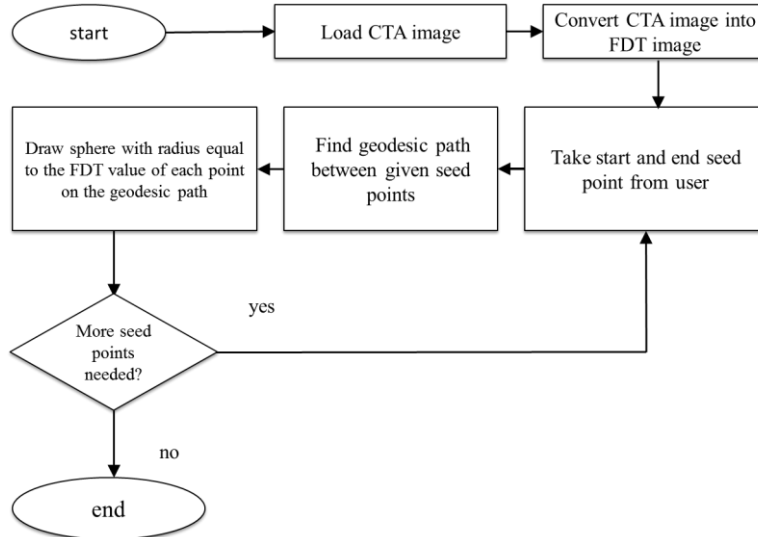 start
Load CTA image
Convert CTA image into
FDT image
Take start and end seed
point from user
Find geodesic path
between given seed
points
Draw sphere with radius equal
to the FDT value of each point
on the geodesic path
More seed
points
needed?
yes
no
end